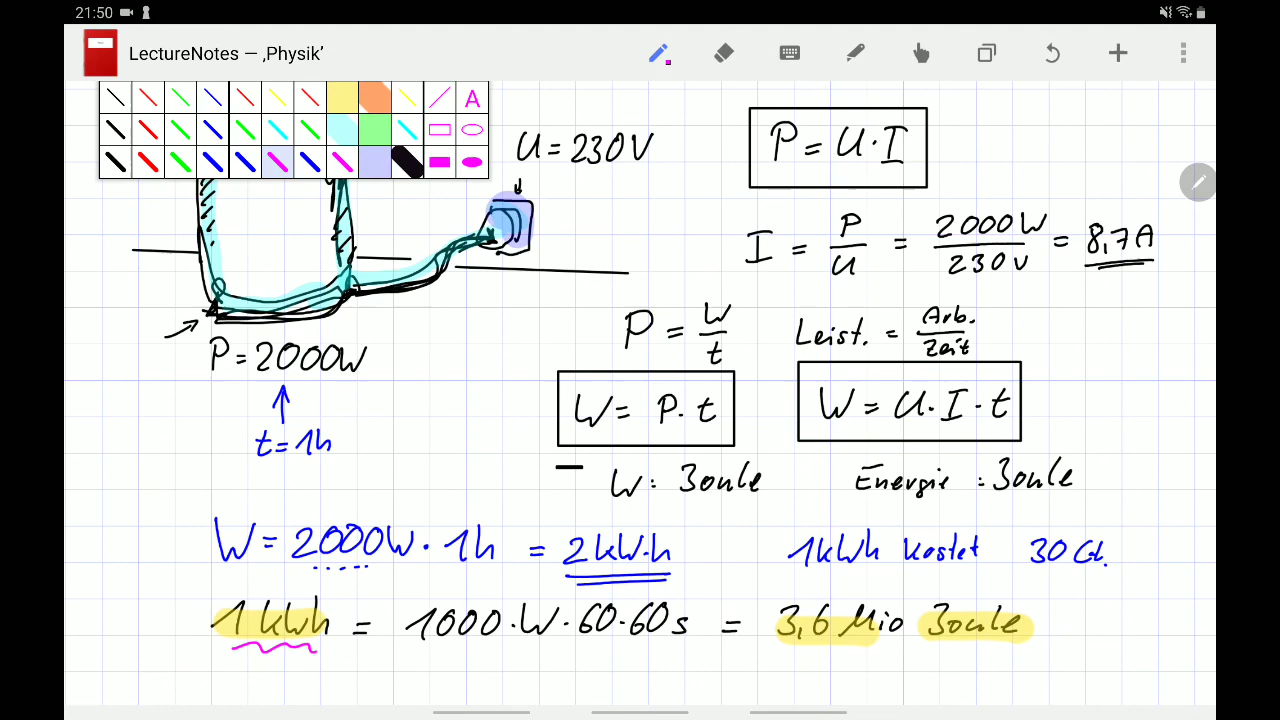 21:50
LectureNotes — ‚Physik’
A
U = 230V
P = U·I
I = P/U = 2000W/230V = 8,7A
P = W/t
Leist. = Arb./Zeit
P = 2000W
W = P·t
W = U·I·t
t = 1h
W: Joule
Energie : Joule
W = 2000W·1h = 2kW·h
1kWh kostet 30 Ct.
1 kWh = 1000·W·60·60s = 3,6 Mio Joule